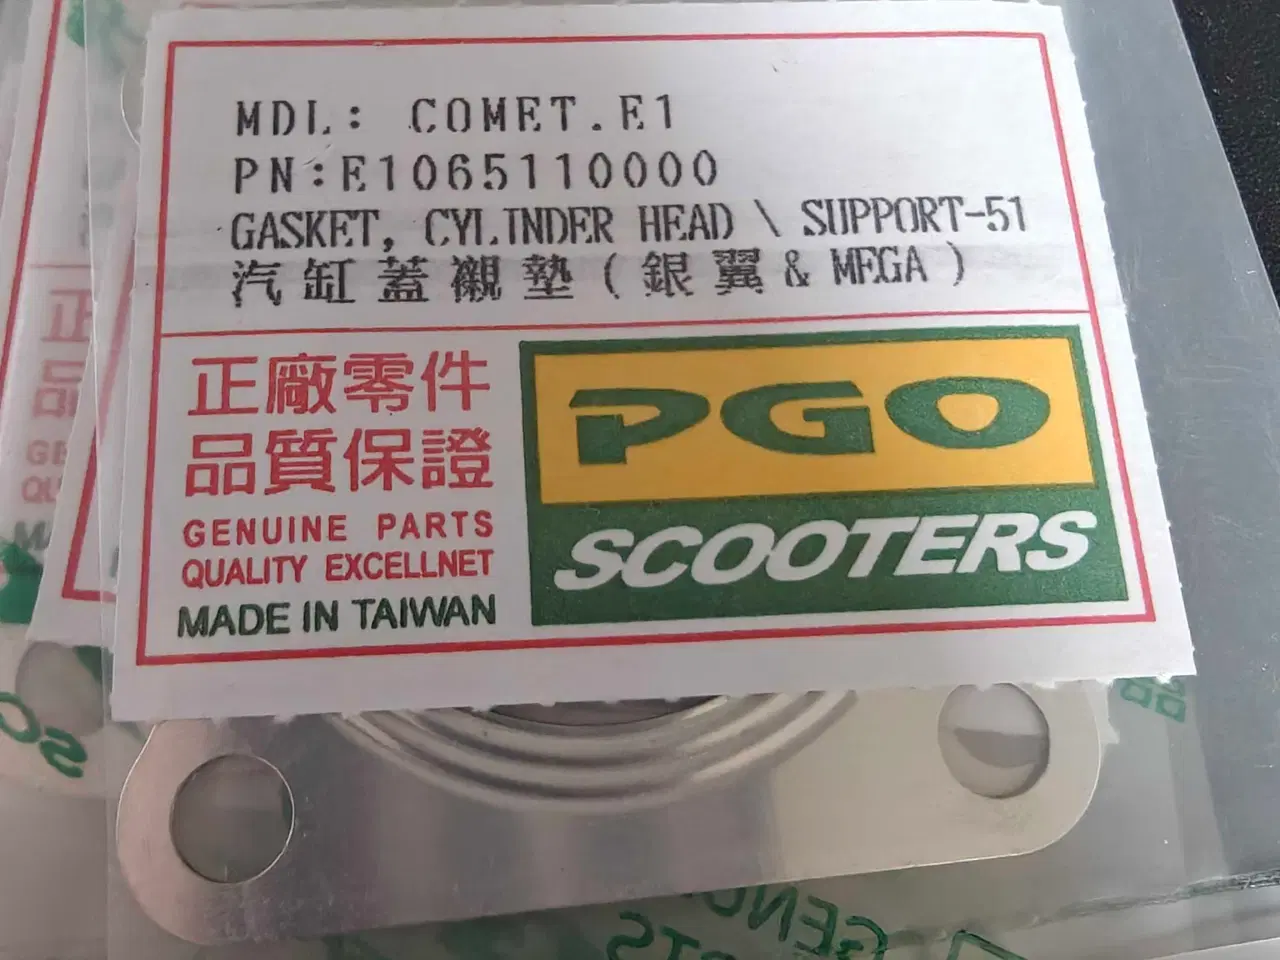 MDL: COMET.E1
PN:E1065110000
GASKET, CYLINDER HEAD \ SUPPORT-51
汽缸蓋襯墊(銀翼&MEGA)
正廠零件
品質保證
GENUINE PARTS
QUALITY EXCELLNET
MADE IN TAIWAN
PGO
SCOOTERS